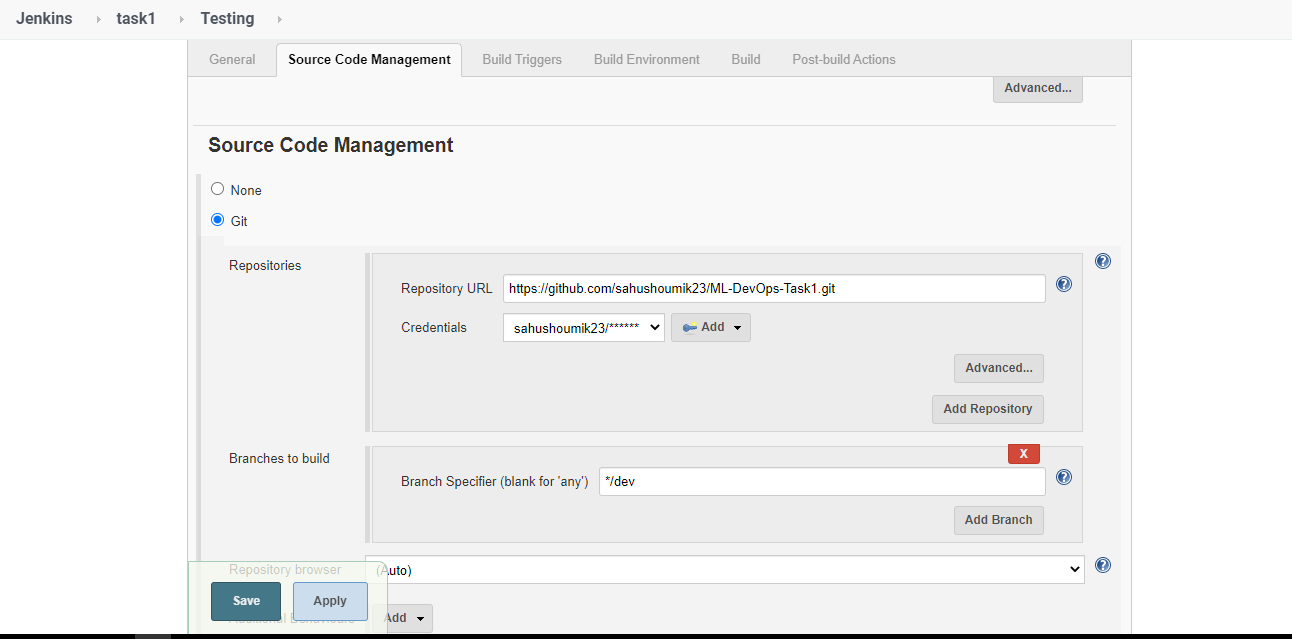 Jenkins task1 Testing
General Source Code Management Build Triggers Build Environment Build Post-build Actions
Advanced...
Source Code Management
None
Git
Repositories
Repository URL https://github.com/sahushoumik23/ML-DevOps-Task1.git
Credentials sahushoumik23/****** Add
Advanced...
Add Repository
Branches to build
X
Branch Specifier (blank for 'any') */dev
Add Branch
Repository browser (Auto)
Save Apply
Additional Behaviours Add